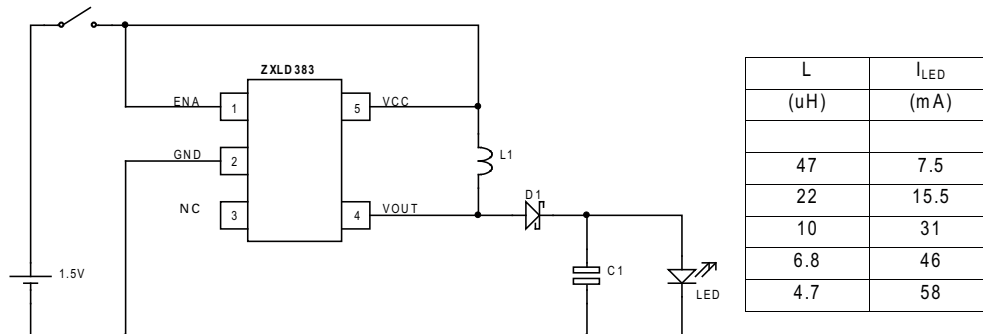 ZXLD383
ENA
1
5
VCC
GND
2
L1
NC
3
4
VOUT
D1
1.5V
C1
LED
L
I_LED
(uH)
(mA)
47
7.5
22
15.5
10
31
6.8
46
4.7
58